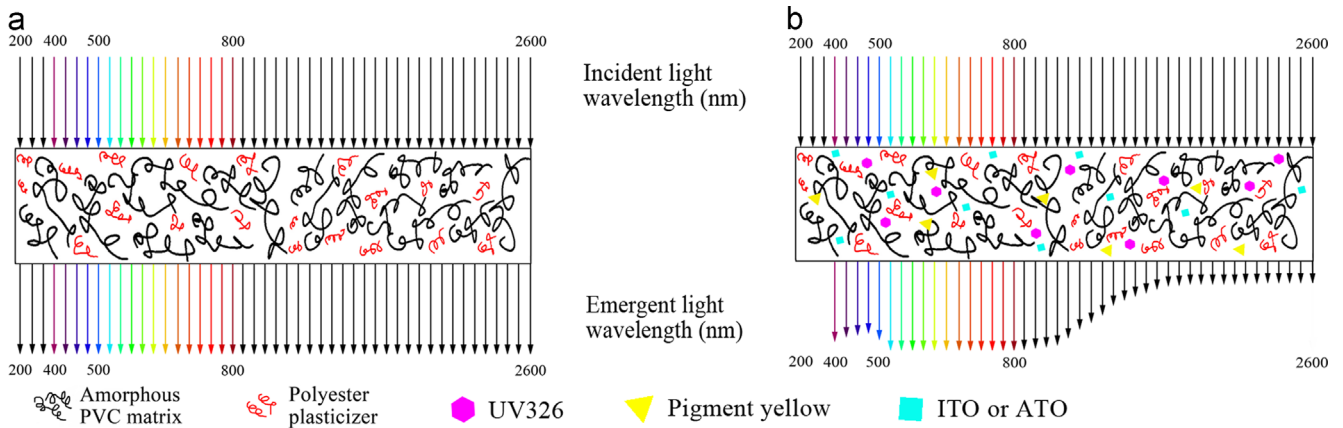 a
200 400 500 800 2600
Incident light
wavelength (nm)
Emergent light
wavelength (nm)
200 400 500 800 2600
b
200 400 500 800 2600
200 400 500 800 2600
Amorphous
PVC matrix
Polyester
plasticizer
UV326
Pigment yellow
ITO or ATO